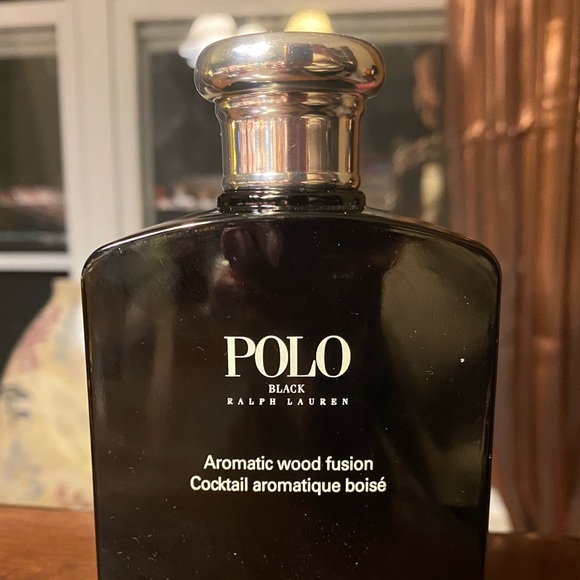 POLO
BLACK
RALPH LAUREN
Aromatic wood fusion
Cocktail aromatique boisé